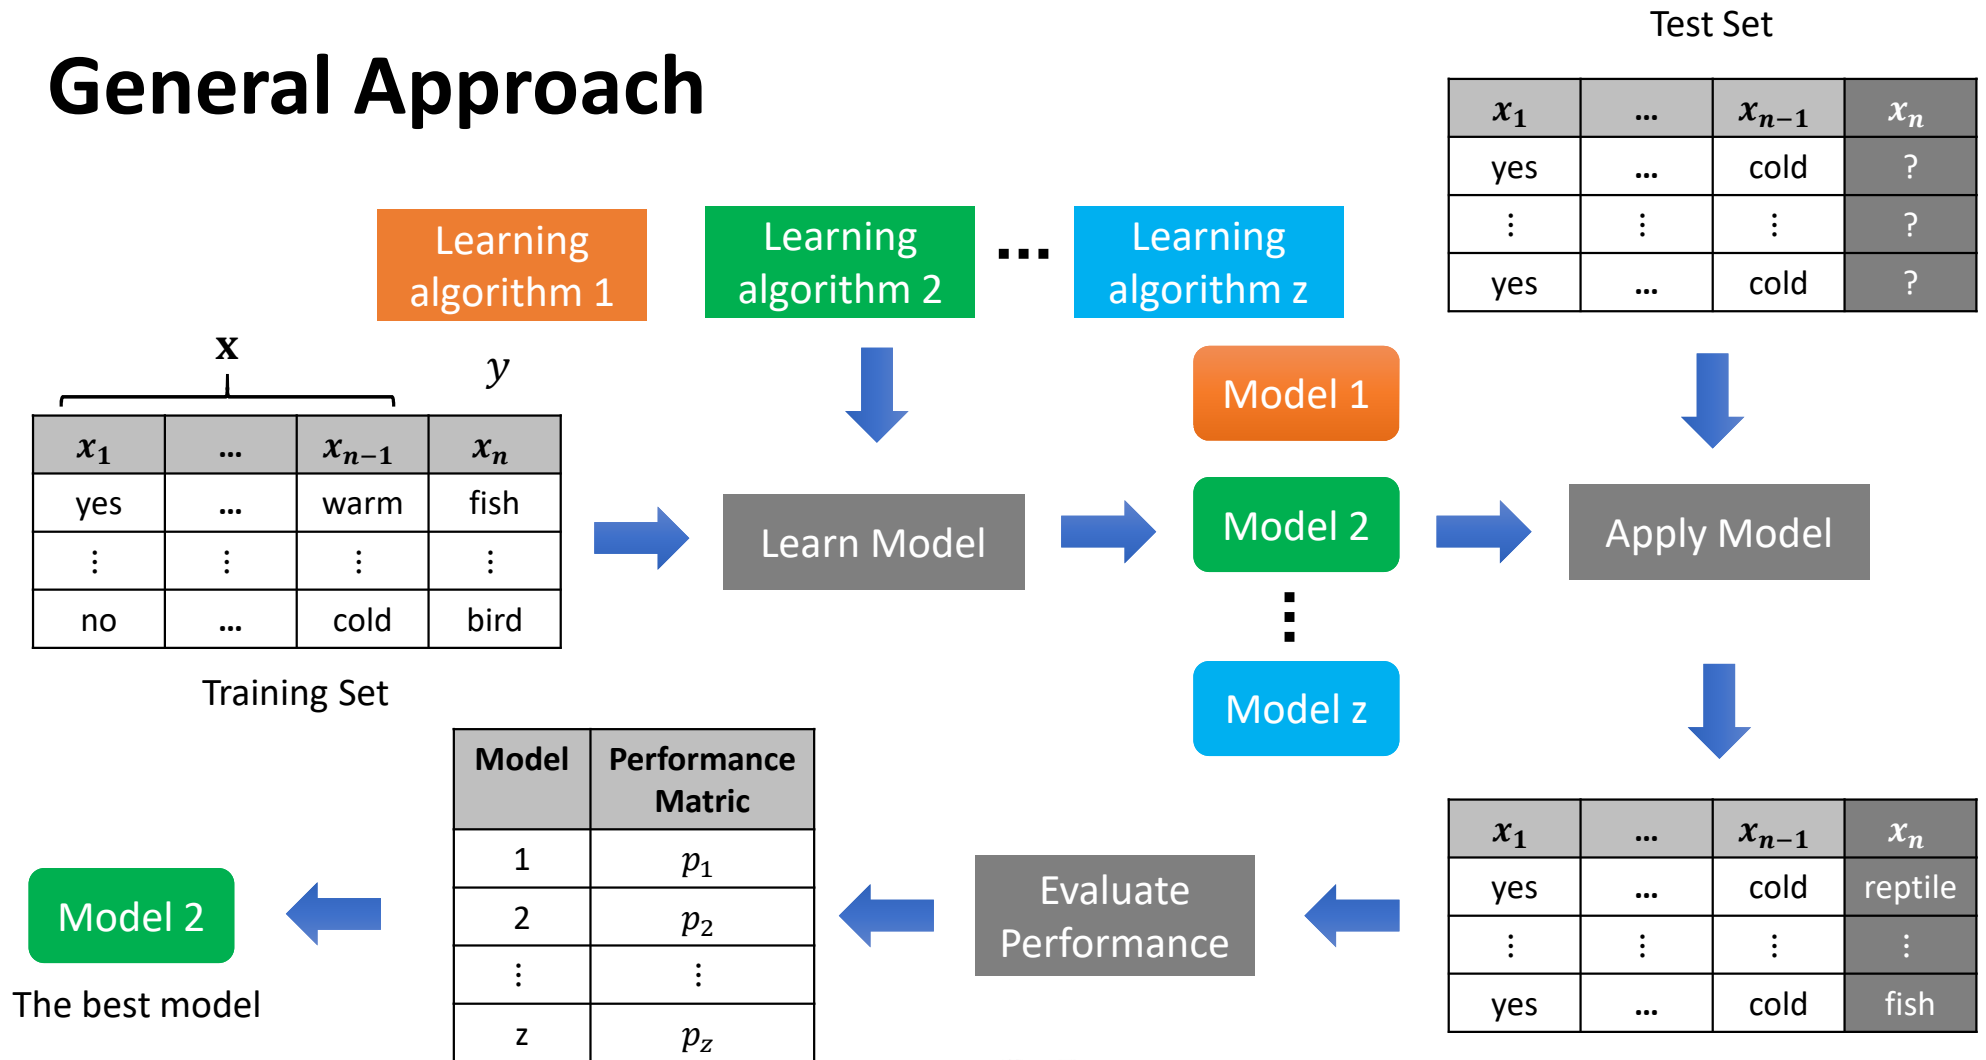 General Approach
Test Set
x₁ ... xₙ₋₁ xₙ
yes ... cold ?
⋮ ⋮ ⋮ ?
yes ... cold ?
Learning
algorithm 1
Learning
algorithm 2
...
Learning
algorithm z
x
y
x₁ ... xₙ₋₁ xₙ
yes ... warm fish
⋮ ⋮ ⋮ ⋮
no ... cold bird
Training Set
Learn Model
Model 1
Model 2
⋮
Model z
Apply Model
x₁ ... xₙ₋₁ xₙ
yes ... cold reptile
⋮ ⋮ ⋮ ⋮
yes ... cold fish
Evaluate
Performance
Model Performance
Matric
1 p₁
2 p₂
⋮ ⋮
z p_z
Model 2
The best model